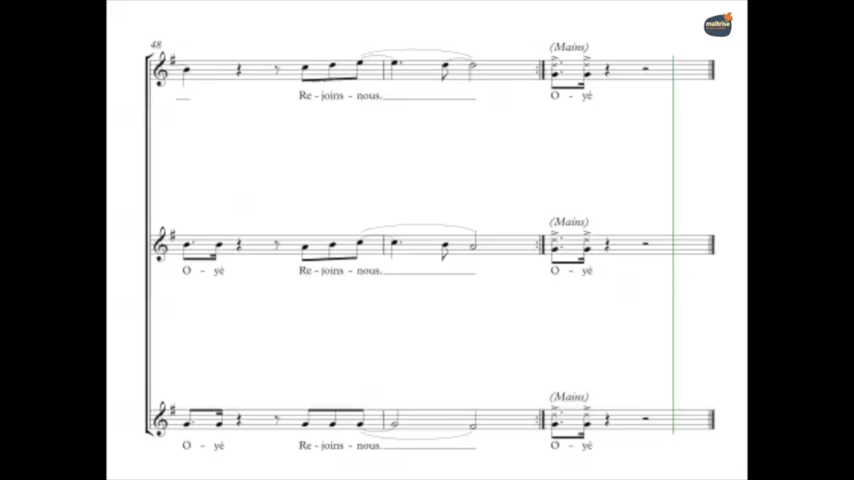 maîtrise
48
(Mains)
Re - joins - nous.
O - yé
(Mains)
O - yé
Re - joins - nous.
O - yé
(Mains)
O - yé
Re - joins - nous.
O - yé